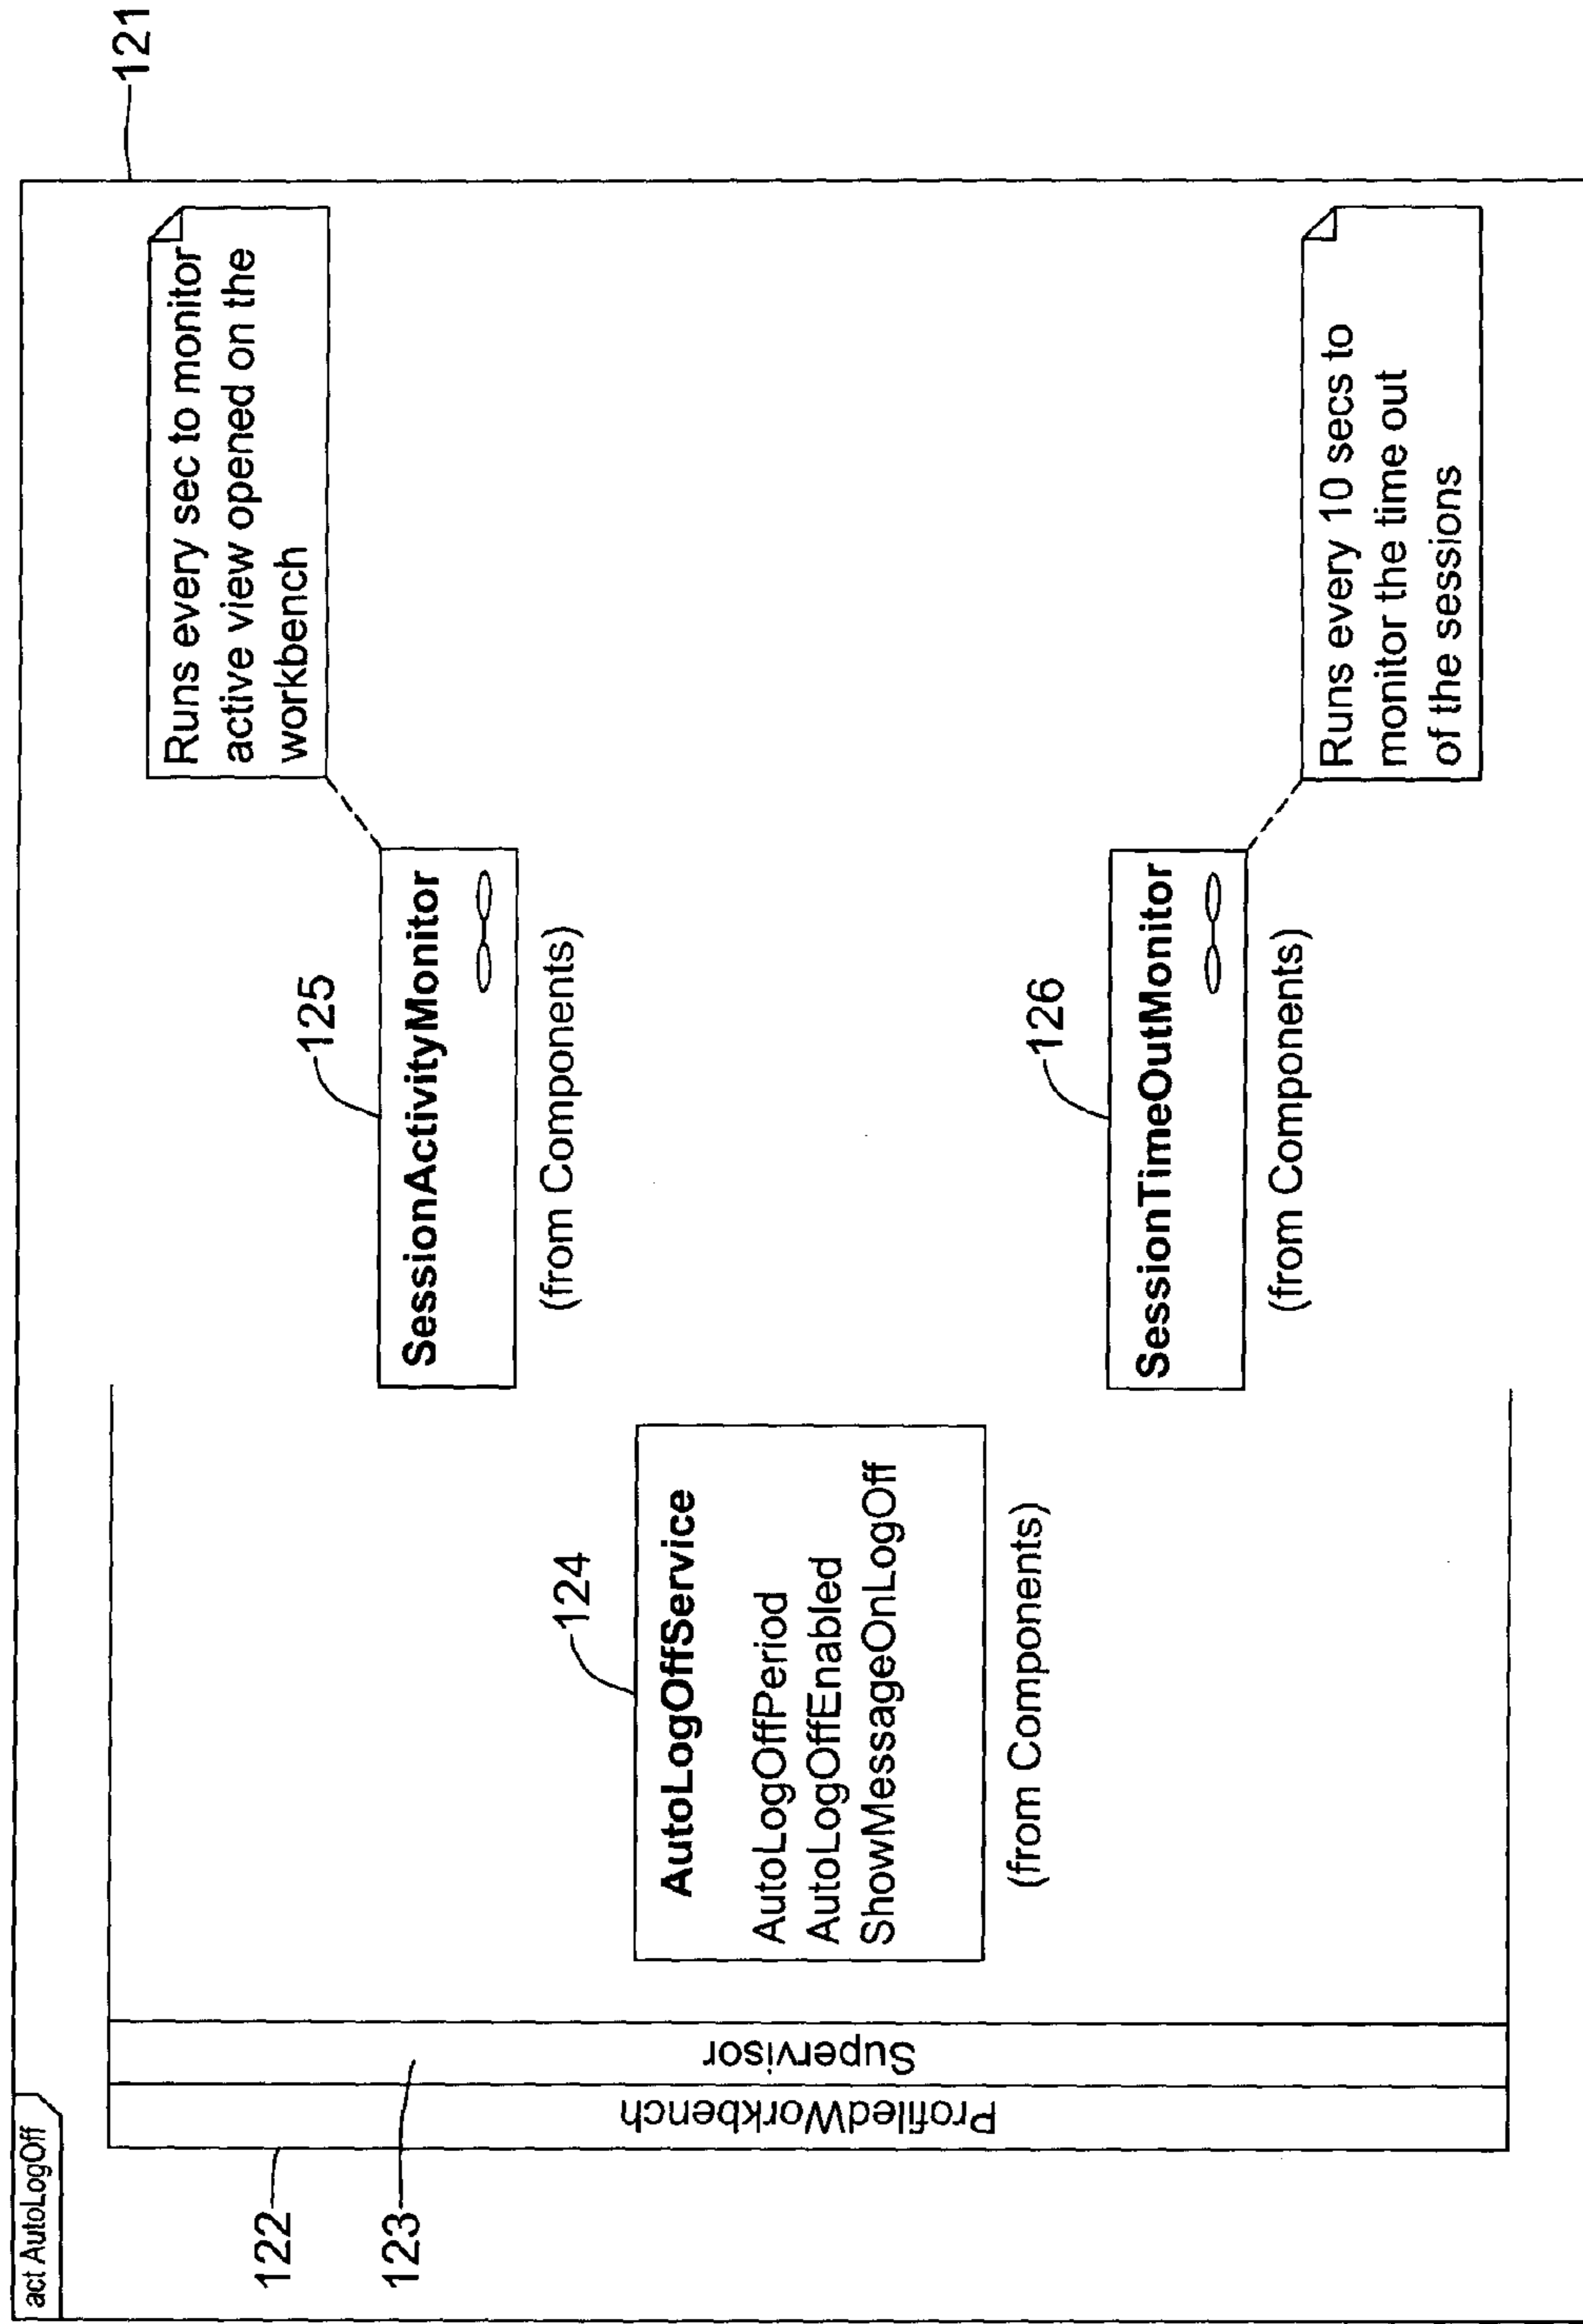 act AutoLogOff
121
122
123
ProfiledWorkbench
Supervisor
124
AutoLogOffService
AutoLogOffPeriod
AutoLogOffEnabled
ShowMessageOnLogOff
(from Components)
125
SessionActivityMonitor
(from Components)
Runs every sec to monitor
active view opened on the
workbench
126
SessionTimeOutMonitor
(from Components)
Runs every 10 secs to
monitor the time out
of the sessions